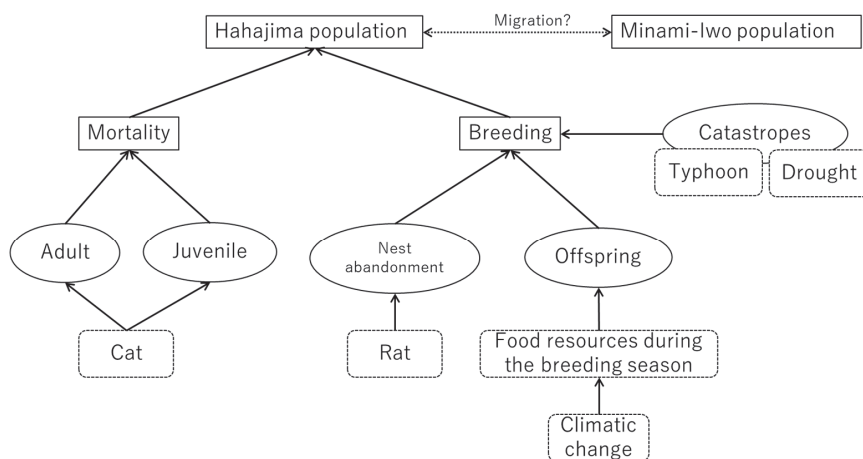 Hahajima population
Migration?
Minami-Iwo population
Mortality
Breeding
Catastropes
Typhoon
Drought
Adult
Juvenile
Nest
abandonment
Offspring
Cat
Rat
Food resources during
the breeding season
Climatic
change